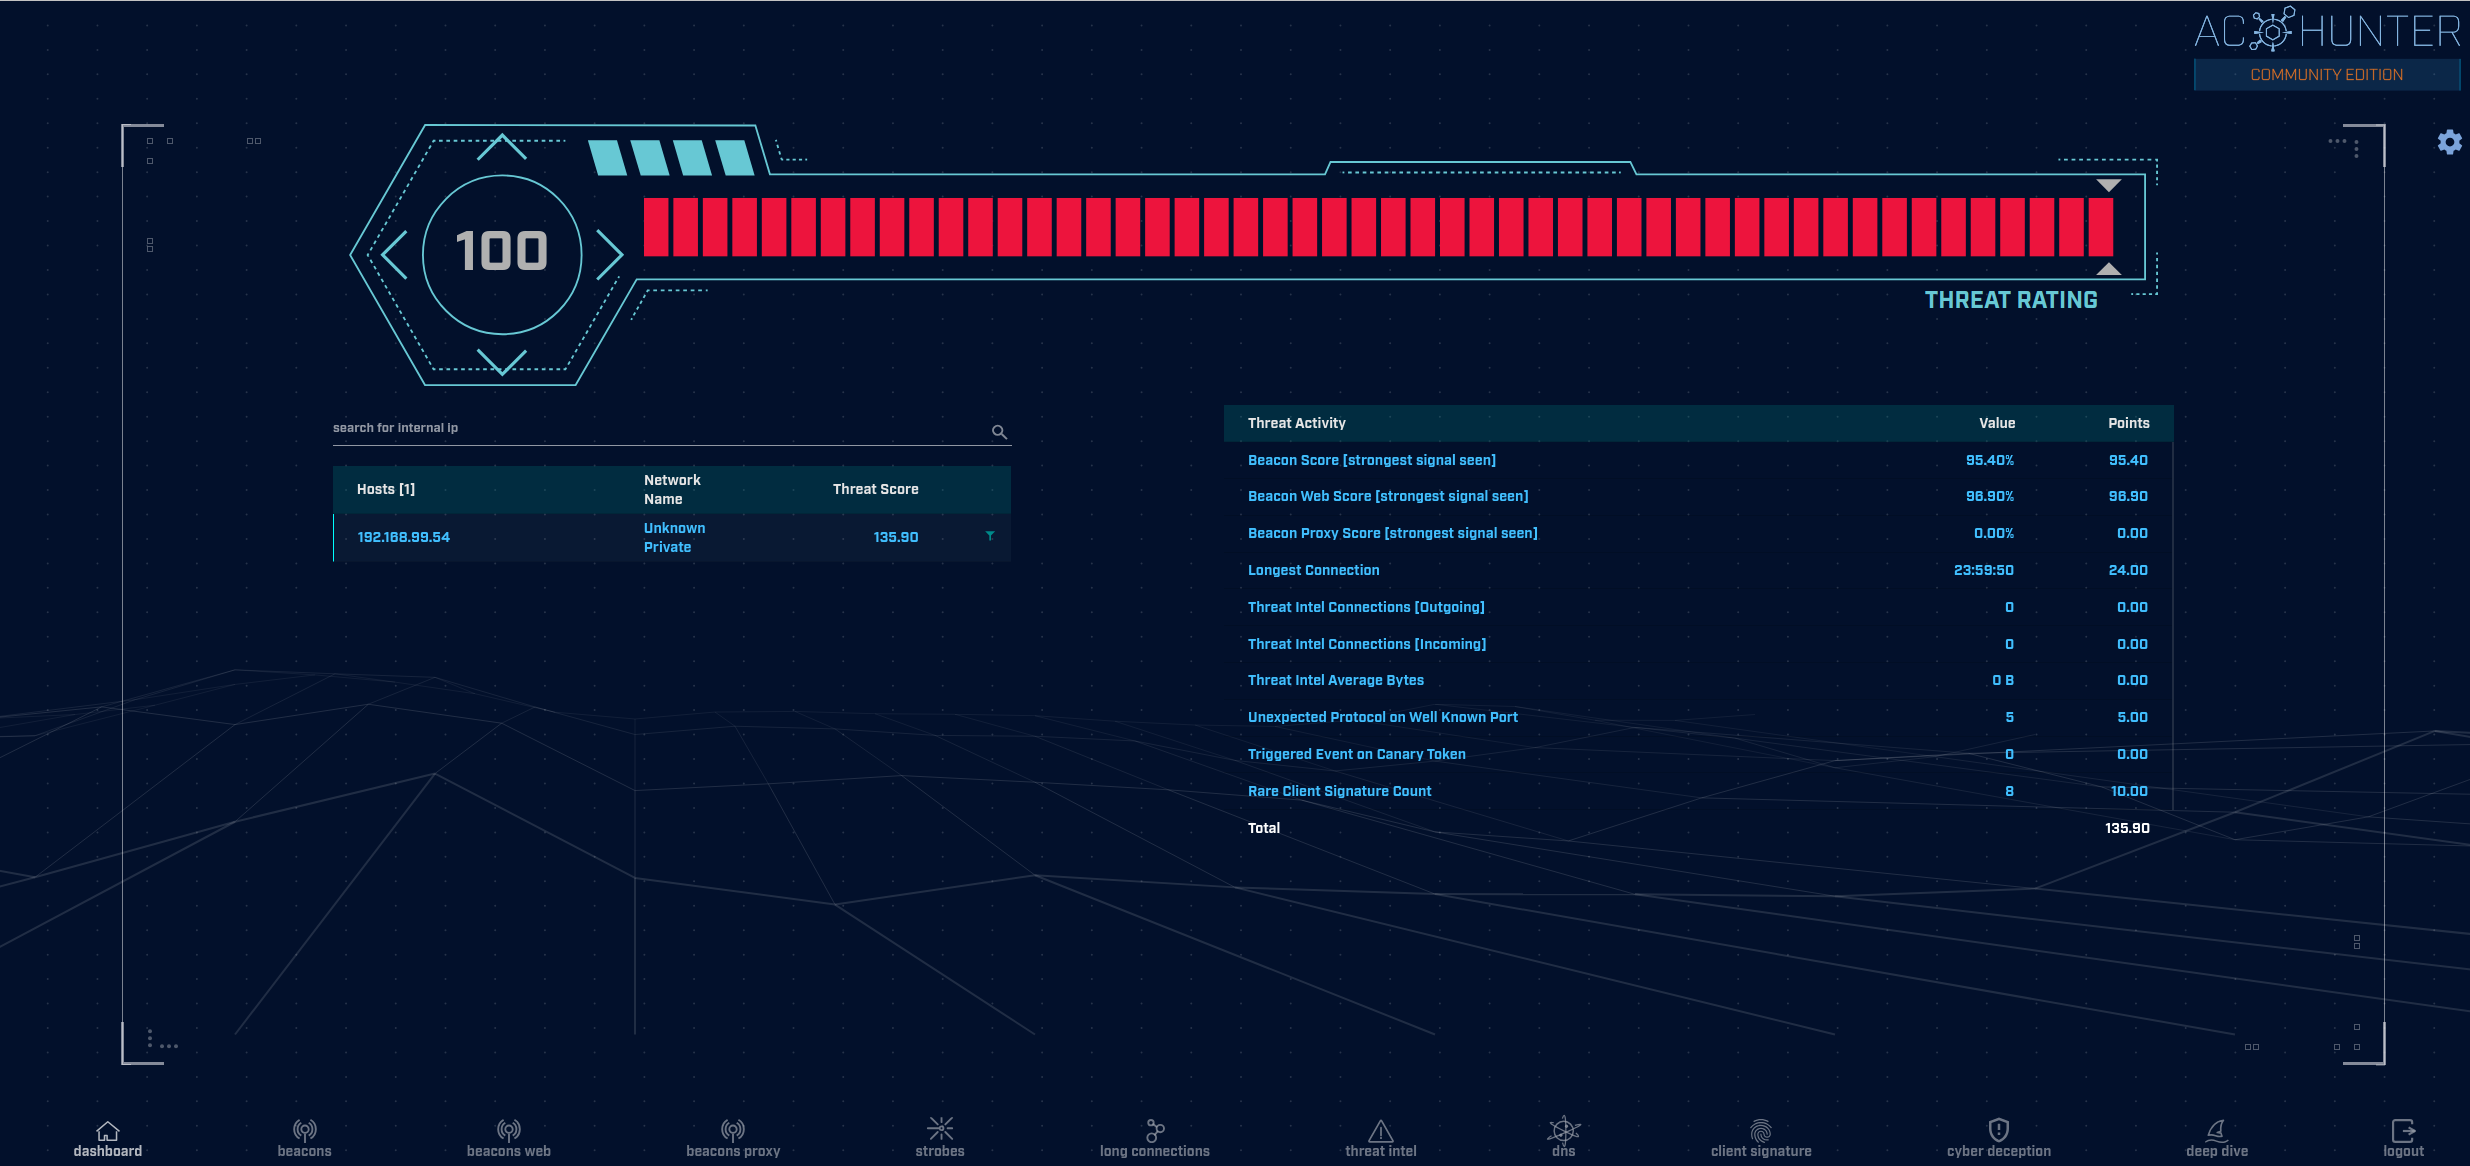 AC HUNTER
COMMUNITY EDITION
100
THREAT RATING
search for internal ip
Hosts [1] Network Name Threat Score
192.168.99.54 Unknown Private 135.90
Threat Activity Value Points
Beacon Score [strongest signal seen] 95.40% 95.40
Beacon Web Score [strongest signal seen] 96.90% 96.90
Beacon Proxy Score [strongest signal seen] 0.00% 0.00
Longest Connection 23:59:50 24.00
Threat Intel Connections [Outgoing] 0 0.00
Threat Intel Connections [Incoming] 0 0.00
Threat Intel Average Bytes 0 B 0.00
Unexpected Protocol on Well Known Port 5 5.00
Triggered Event on Canary Token 0 0.00
Rare Client Signature Count 8 10.00
Total 135.90
dashboard beacons beacons web beacons proxy strobes long connections threat intel dns client signature cyber deception deep dive logout